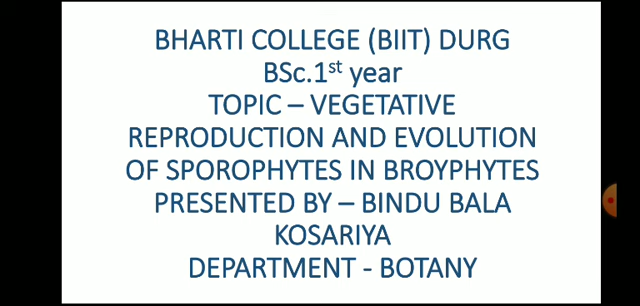 BHARTI COLLEGE (BIIT) DURG
BSc.1st year
TOPIC – VEGETATIVE
REPRODUCTION AND EVOLUTION
OF SPOROPHYTES IN BROYPHYTES
PRESENTED BY – BINDU BALA
KOSARIYA
DEPARTMENT - BOTANY